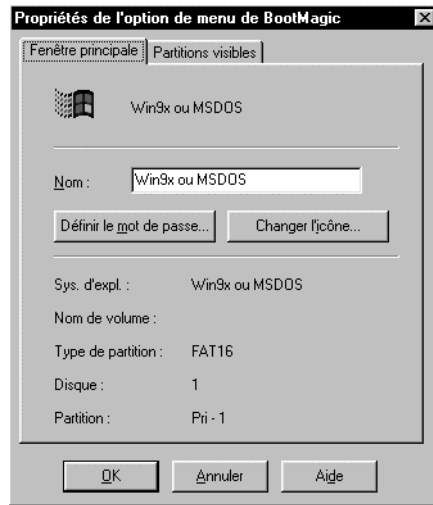 Propriétés de l'option de menu de BootMagic
Fenêtre principale Partitions visibles
Win9x ou MSDOS
Nom : Win9x ou MSDOS
Définir le mot de passe... Changer l'icône...
Sys. d'expl. : Win9x ou MSDOS
Nom de volume :
Type de partition : FAT16
Disque : 1
Partition : Pri - 1
OK Annuler Aide